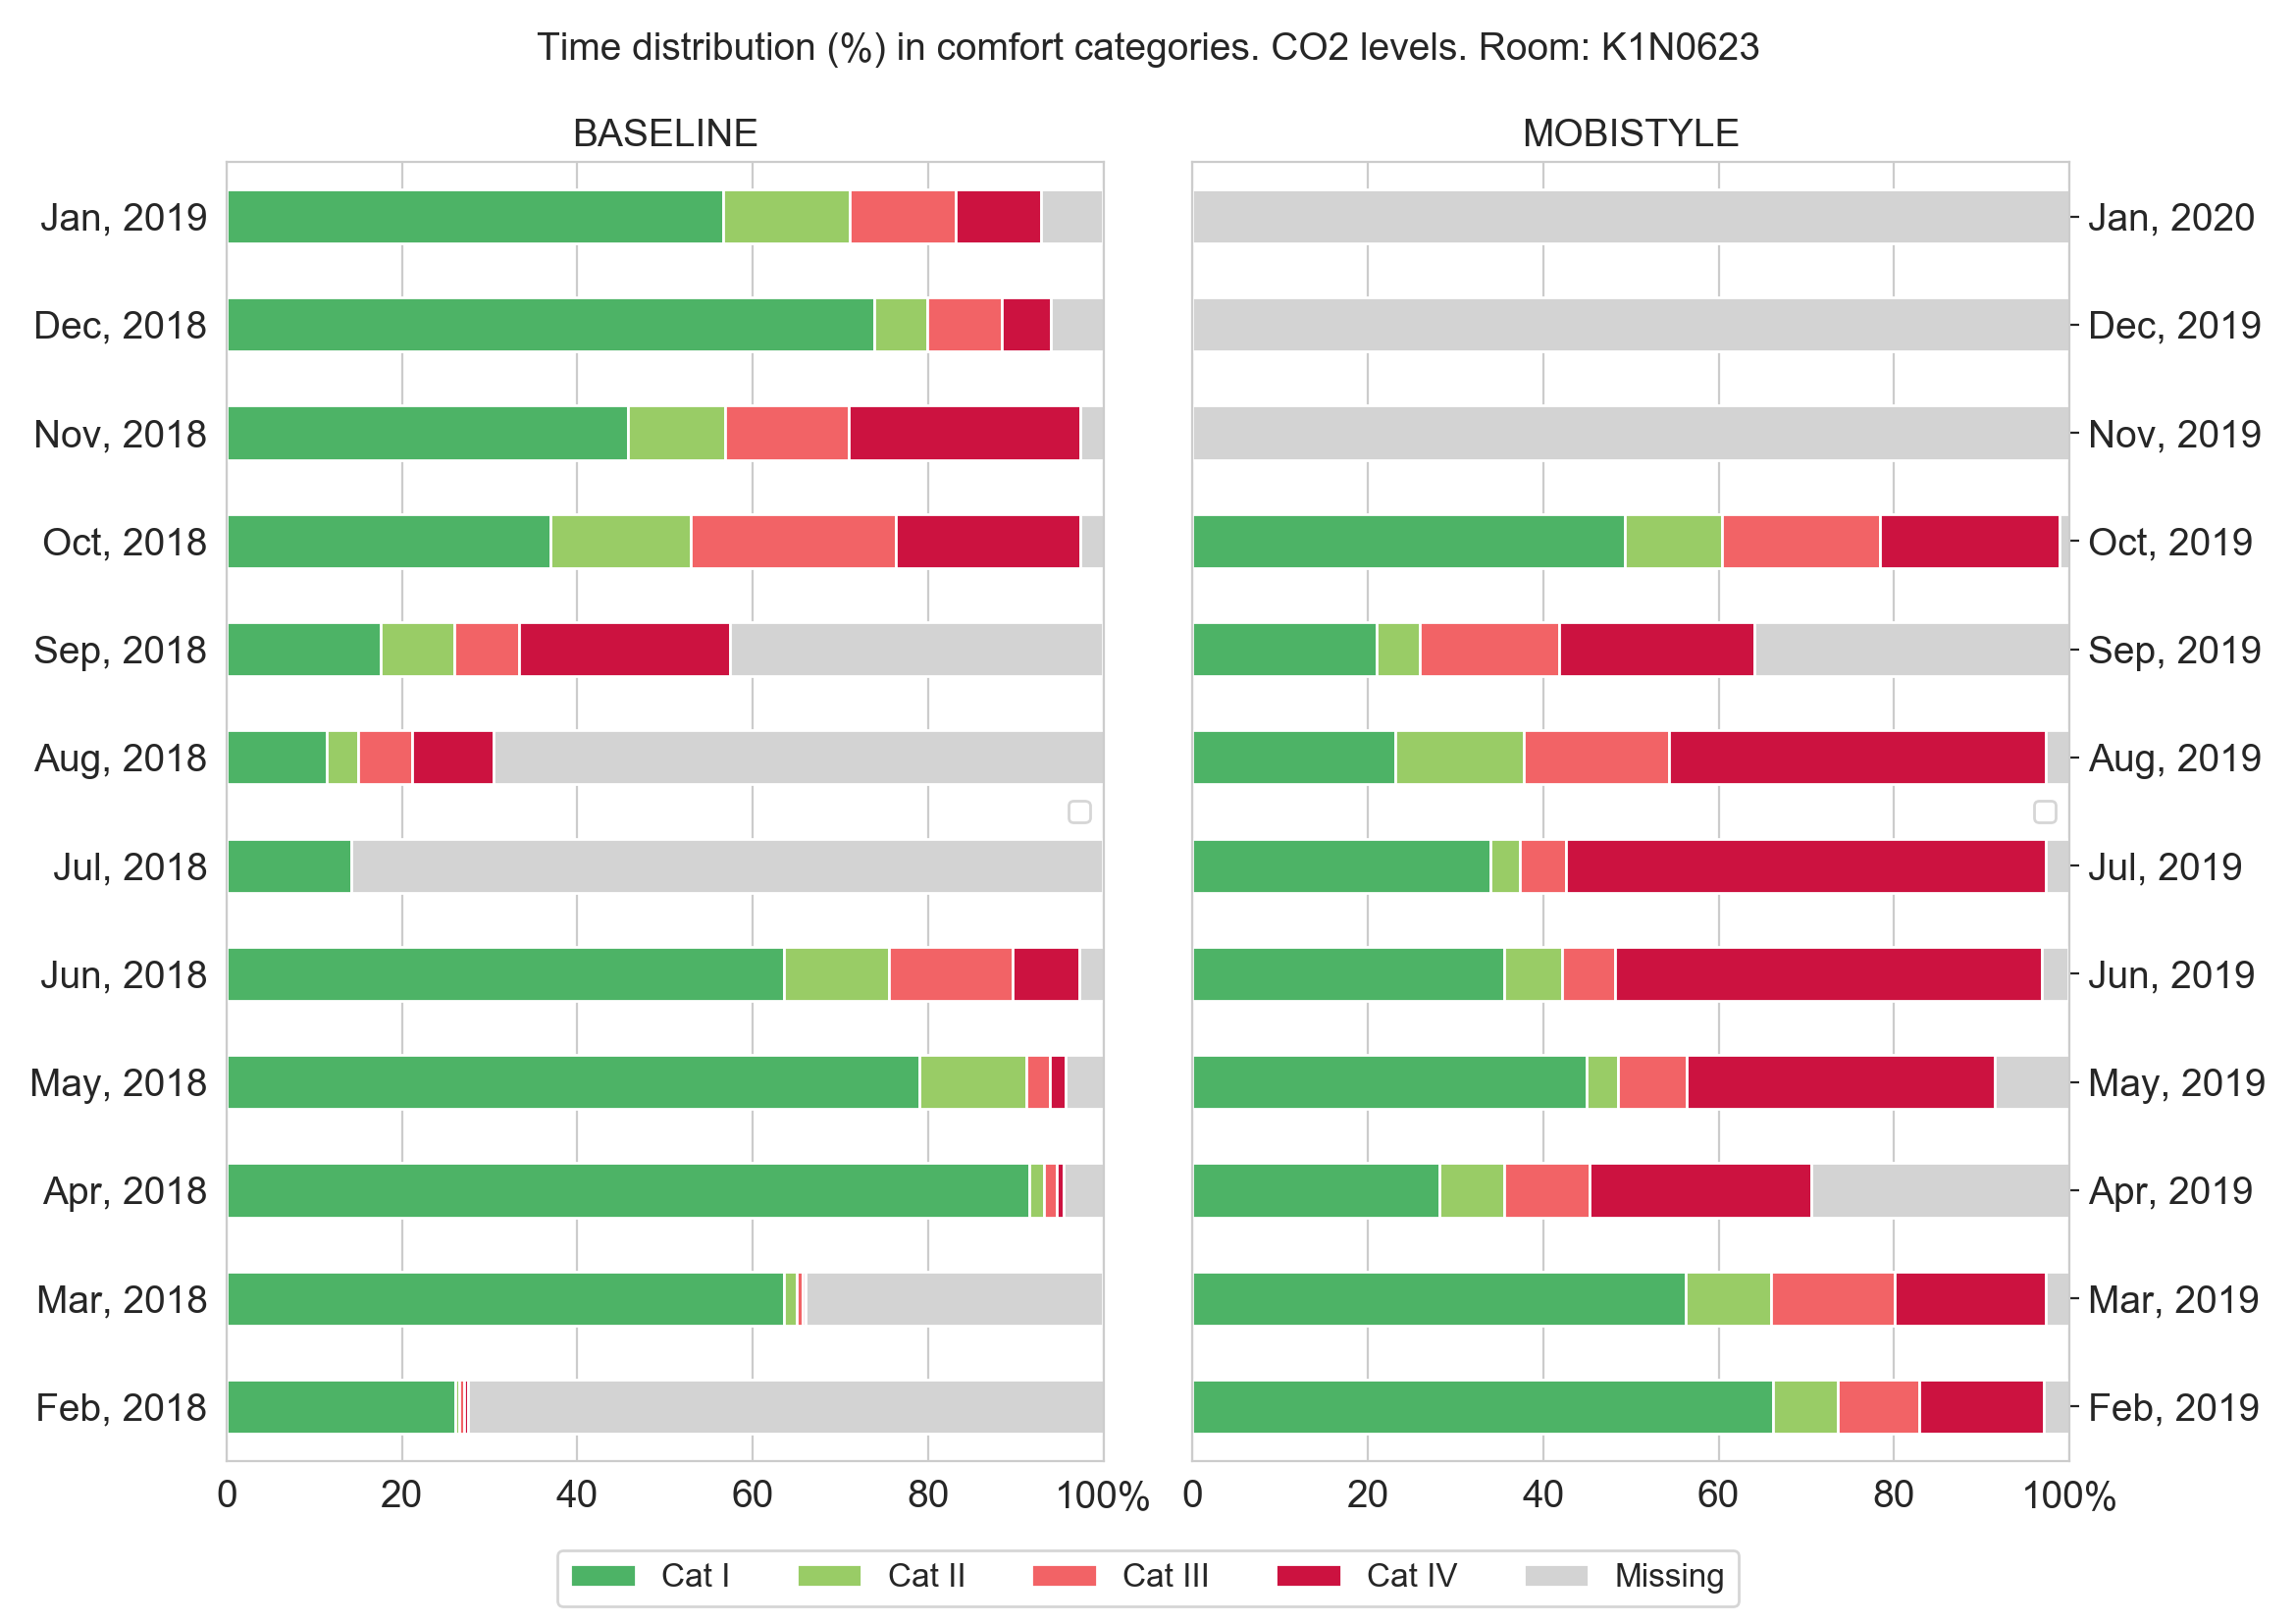 Time distribution (%) in comfort categories. CO2 levels. Room: K1N0623
BASELINE
Jan, 2019
Dec, 2018
Nov, 2018
Oct, 2018
Sep, 2018
Aug, 2018
Jul, 2018
Jun, 2018
May, 2018
Apr, 2018
Mar, 2018
Feb, 2018
0 20 40 60 80 100%
MOBISTYLE
Jan, 2020
Dec, 2019
Nov, 2019
Oct, 2019
Sep, 2019
Aug, 2019
Jul, 2019
Jun, 2019
May, 2019
Apr, 2019
Mar, 2019
Feb, 2019
0 20 40 60 80 100%
Cat I Cat II Cat III Cat IV Missing